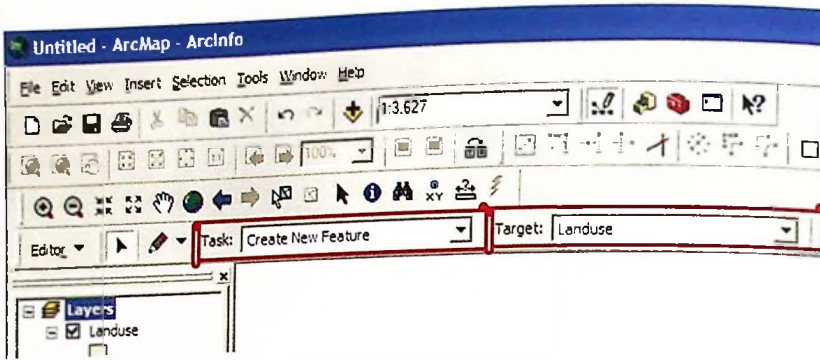 Untitled - ArcMap - ArcInfo
File Edit View Insert Selection Tools Window Help
1:3,627
100%
Editor Task: Create New Feature Target: Landuse
Layers
Landuse